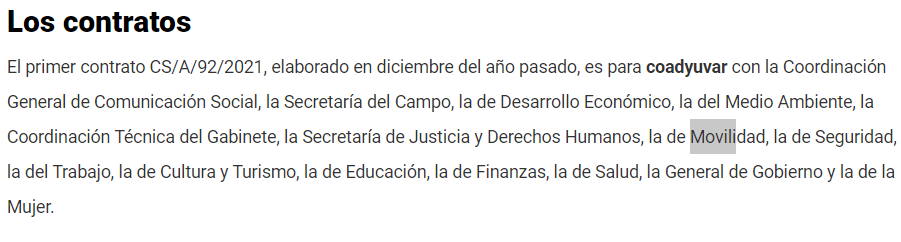 Los contratos
El primer contrato CS/A/92/2021, elaborado en diciembre del año pasado, es para coadyuvar con la Coordinación
General de Comunicación Social, la Secretaría del Campo, la de Desarrollo Económico, la del Medio Ambiente, la
Coordinación Técnica del Gabinete, la Secretaría de Justicia y Derechos Humanos, la de Movilidad, la de Seguridad,
la del Trabajo, la de Cultura y Turismo, la de Educación, la de Finanzas, la de Salud, la General de Gobierno y la de la
Mujer.